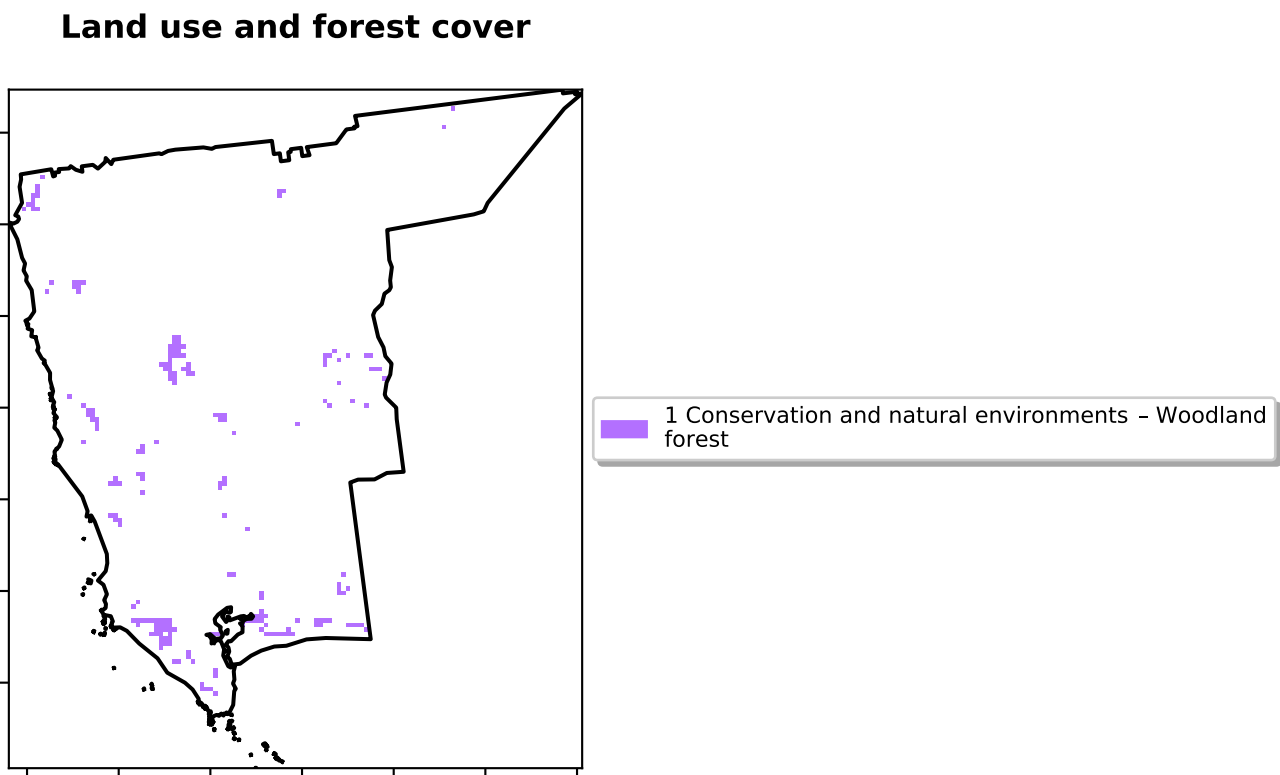 Land use and forest cover
1 Conservation and natural environments – Woodland
forest